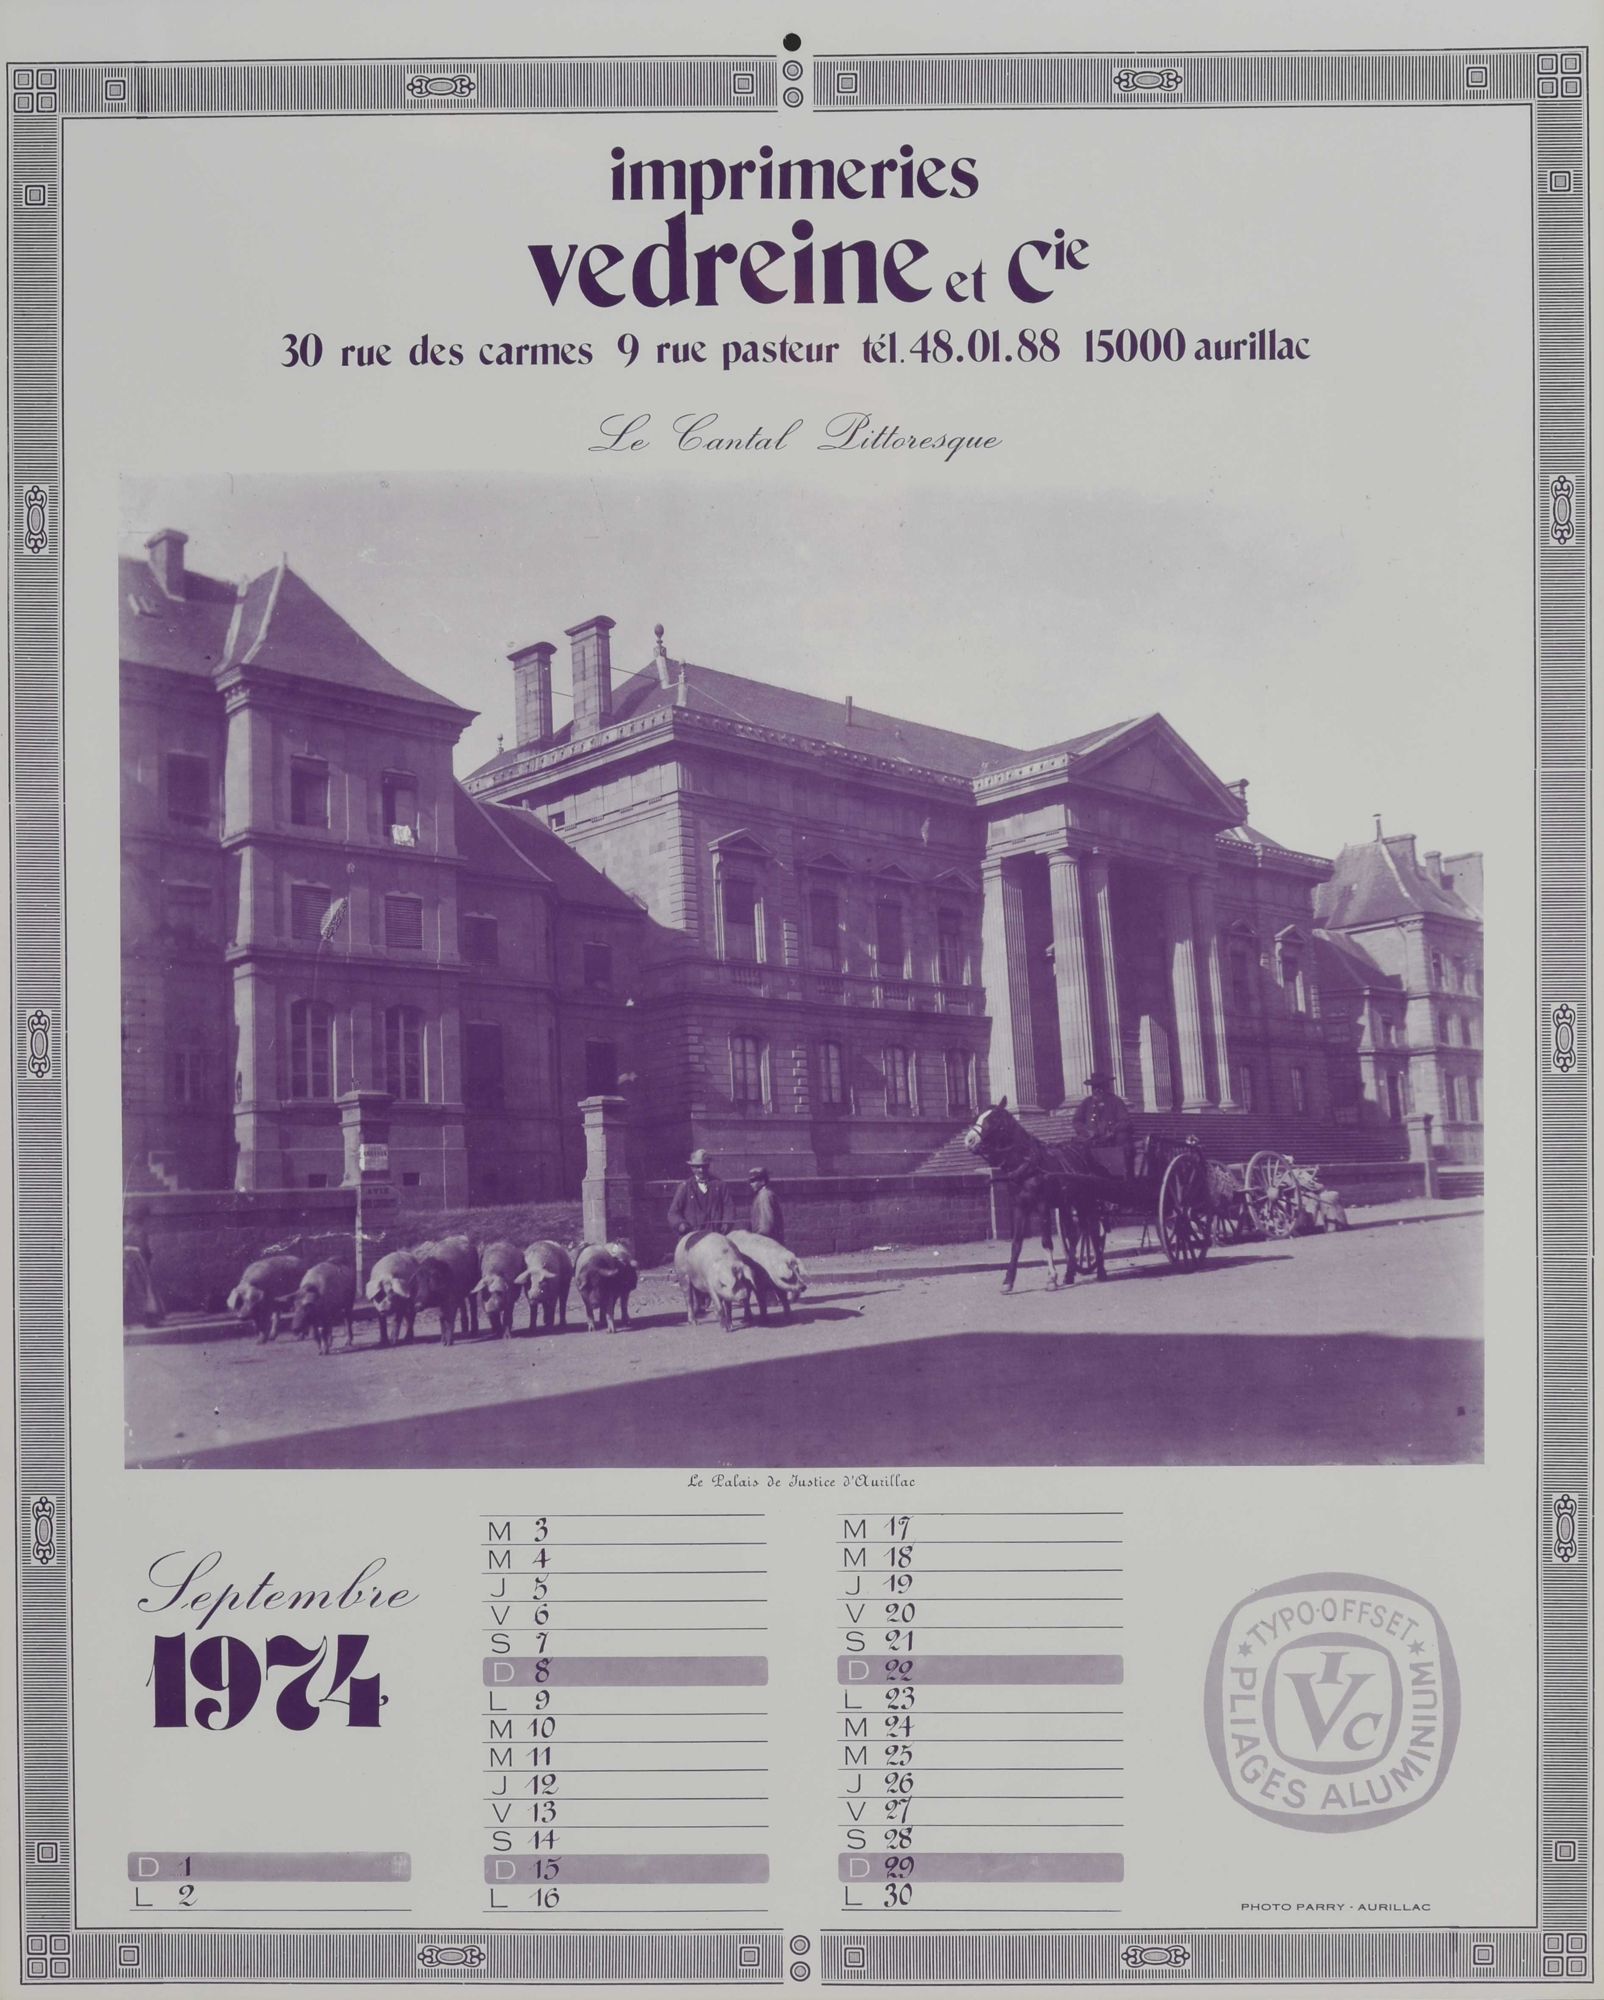 imprimeries
vedreine et Cie
30 rue des carmes 9 rue pasteur tél. 48.01.88 15000 aurillac
Le Cantal Pittoresque
AVIS
Le Palais de Justice d'Aurillac
Septembre
1974
D 1
L 2
M 3
M 4
J 5
V 6
S 7
D 8
L 9
M 10
M 11
J 12
V 13
S 14
D 15
L 16
M 17
M 18
J 19
V 20
S 21
D 22
L 23
M 24
M 25
J 26
V 27
S 28
D 29
L 30
★ TYPO·OFFSET ★
IVC
PLIAGES ALUMINIUM
PHOTO PARRY - AURILLAC